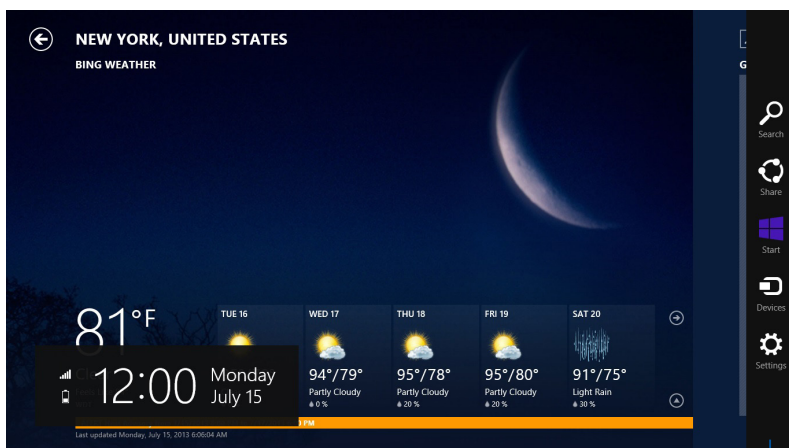 NEW YORK, UNITED STATES
BING WEATHER
G
Search
Share
Start
Devices
Settings
81°F
TUE 16
WED 17
94°/79°
Partly Cloudy
0 %
THU 18
95°/78°
Partly Cloudy
20 %
FRI 19
95°/80°
Partly Cloudy
20 %
SAT 20
91°/75°
Light Rain
30 %
12:00
Monday
July 15
PM
Last updated Monday, July 15, 2013 6:06:04 AM